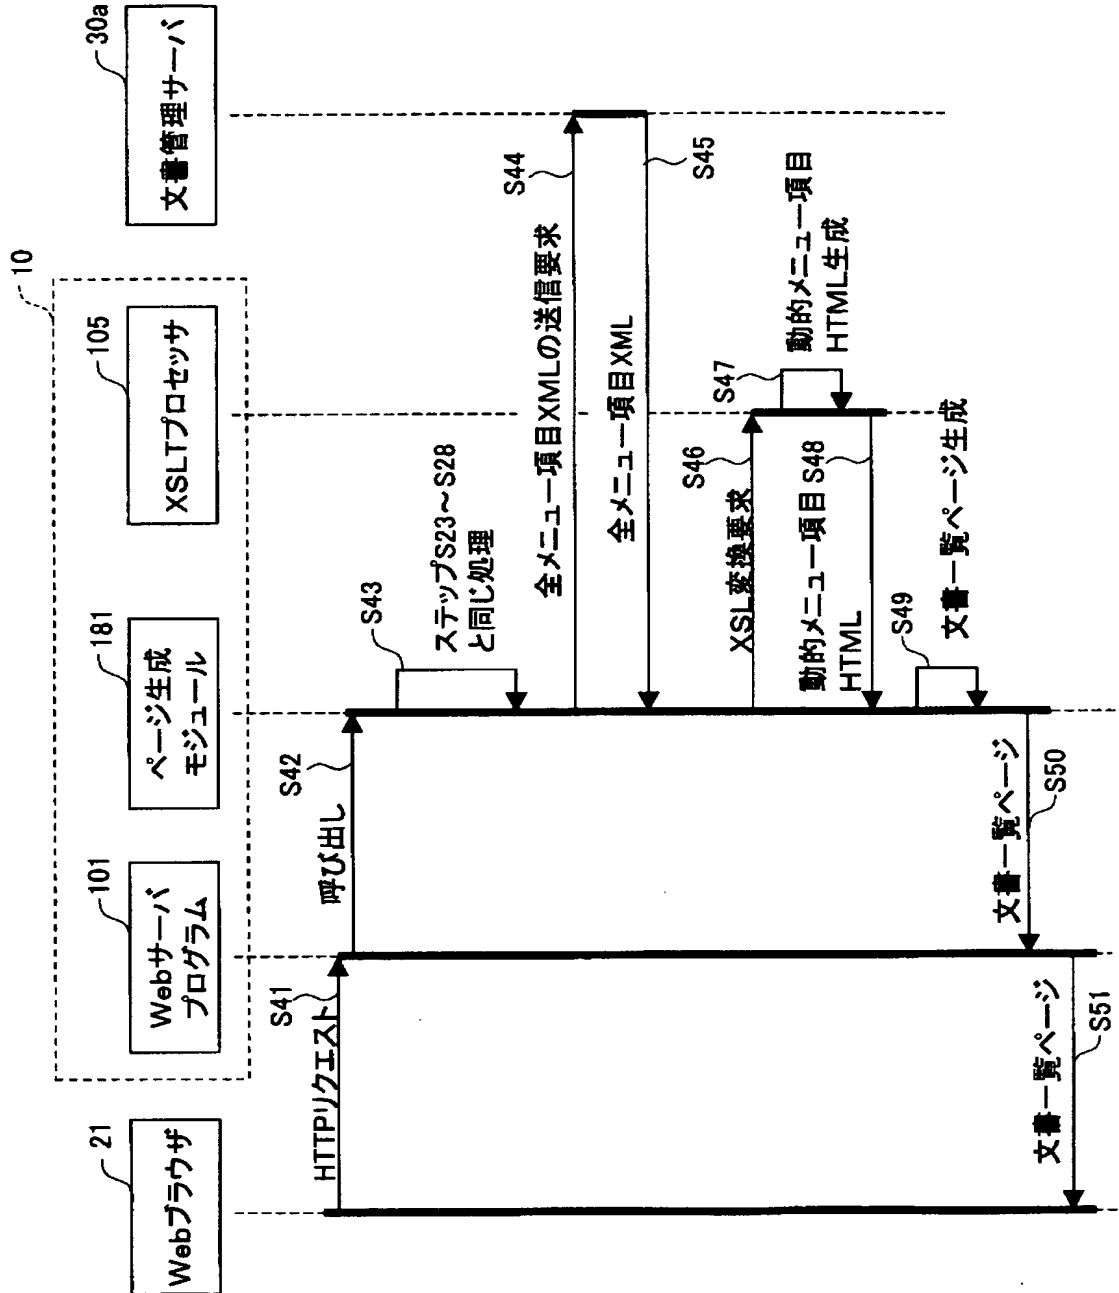 21
Webブラウザ
10
101
Webサーバ
プログラム
181
ページ生成
モジュール
105
XSLTプロセッサ
30a
文書管理サーバ
HTTPリクエスト
S41
呼び出し
S42
S43
ステップS23～S28
と同じ処理
全メニュー項目XMLの送信要求
S44
全メニュー項目XML
S45
XSL変換要求
S46
S47
動的メニュー項目
HTML生成
動的メニュー項目
HTML
S48
S49
文書一覧ページ生成
文書一覧ページ
S50
文書一覧ページ
S51